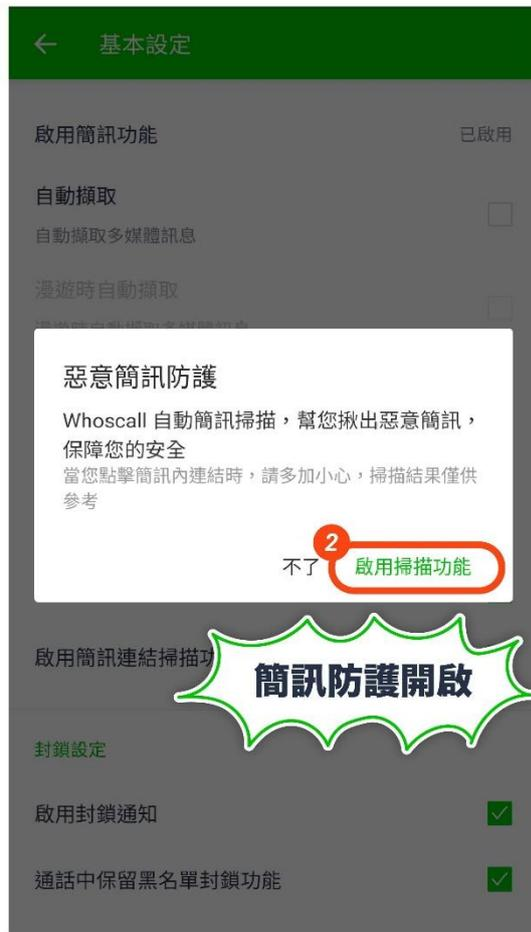 基本設定
啟用簡訊功能
已啟用
自動擷取
自動擷取多媒體訊息
漫遊時自動擷取
惡意簡訊防護
Whoscall 自動簡訊掃描,幫您揪出惡意簡訊,
保障您的安全
當您點擊簡訊內連結時,請多加小心,掃描結果僅供
參考
2
不了
啟用掃描功能
啟用簡訊連結掃描
簡訊防護開啟
封鎖設定
啟用封鎖通知
通話中保留黑名單封鎖功能